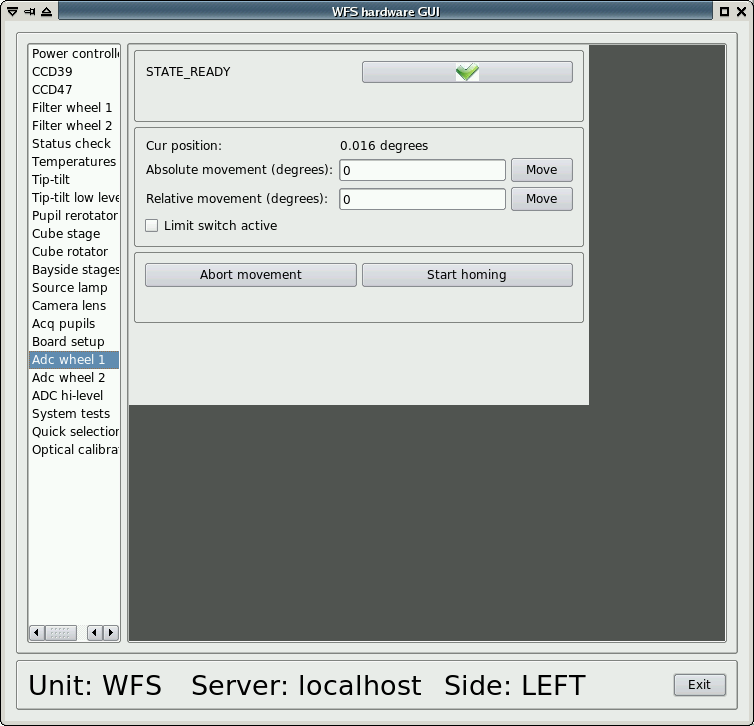 WFS hardware GUI
Power controlle
CCD39
CCD47
Filter wheel 1
Filter wheel 2
Status check
Temperatures
Tip-tilt
Tip-tilt low leve
Pupil rerotator
Cube stage
Cube rotator
Bayside stages
Source lamp
Camera lens
Acq pupils
Board setup
Adc wheel 1
Adc wheel 2
ADC hi-level
System tests
Quick selection
Optical calibra
STATE_READY
Cur position: 0.016 degrees
Absolute movement (degrees): 0 Move
Relative movement (degrees): 0 Move
Limit switch active
Abort movement Start homing
Unit: WFS Server: localhost Side: LEFT Exit